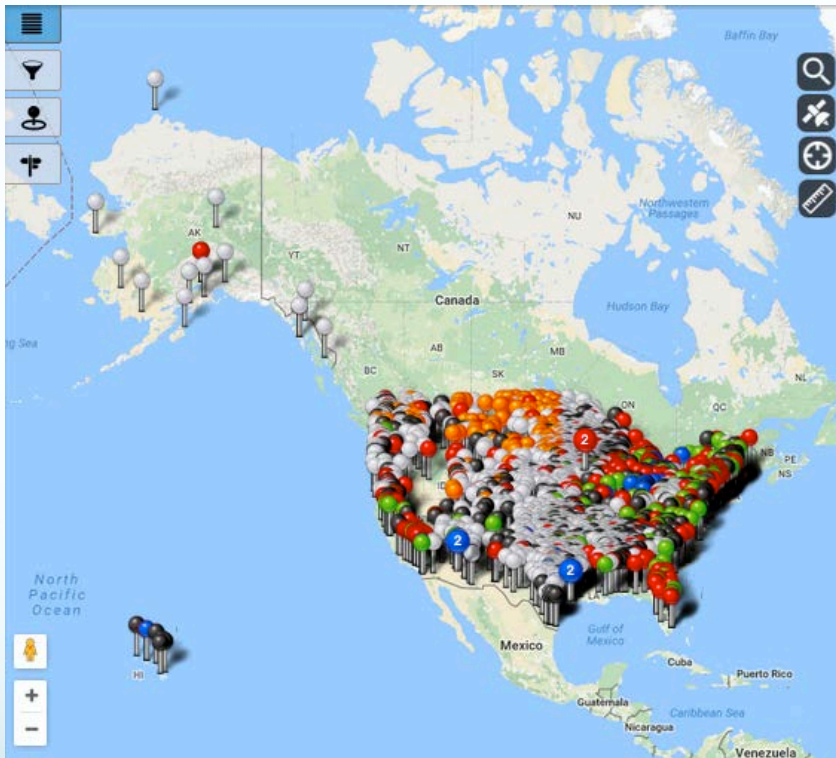 Baffin Bay
Northwestern
Passages
AK
NU
YT
NT
Canada
Hudson Bay
ng Sea
AB
MB
BC
SK
NL
ON
QC
2
NB
PE
NS
2
2
LA
North
Pacific
Ocean
HI
Gulf of
Mexico
Mexico
Cuba
Puerto Rico
Guatemala
Caribbean Sea
Nicaragua
Venezuela
+
−